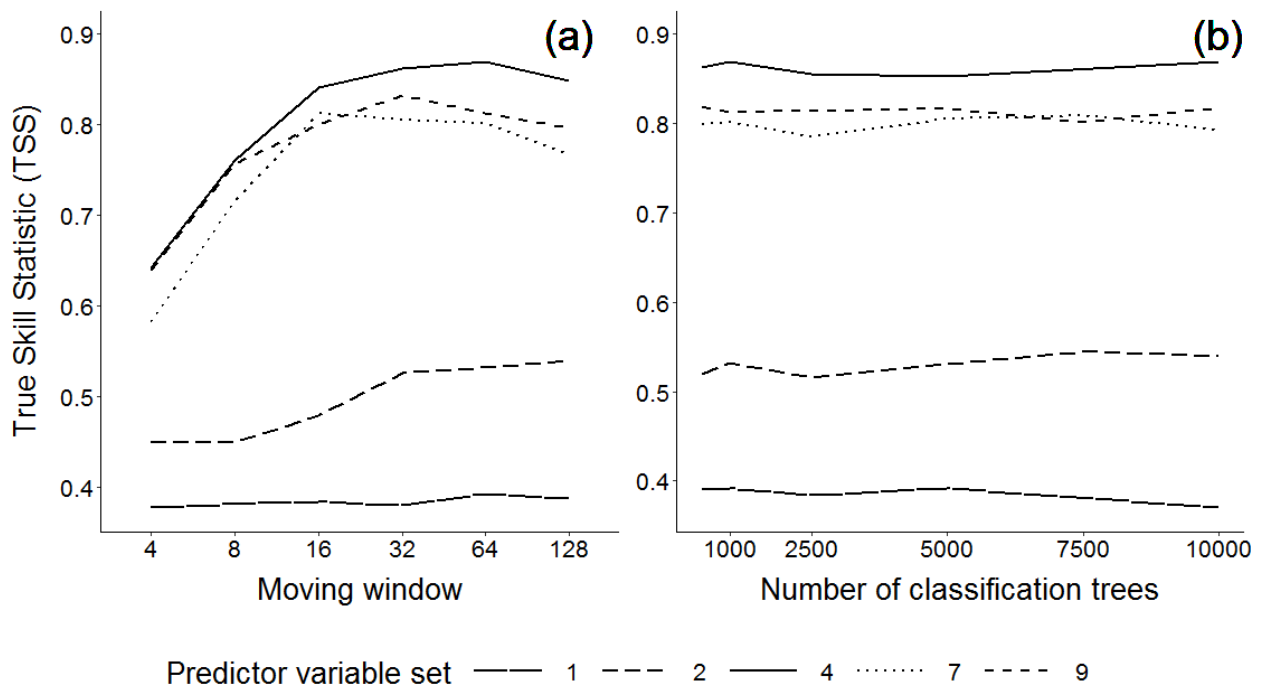 (a)
(b)
True Skill Statistic (TSS)
0.9
0.8
0.7
0.6
0.5
0.4
4 8 16 32 64 128
Moving window
0.9
0.8
0.7
0.6
0.5
0.4
1000 2500 5000 7500 10000
Number of classification trees
Predictor variable set 1 2 4 7 9